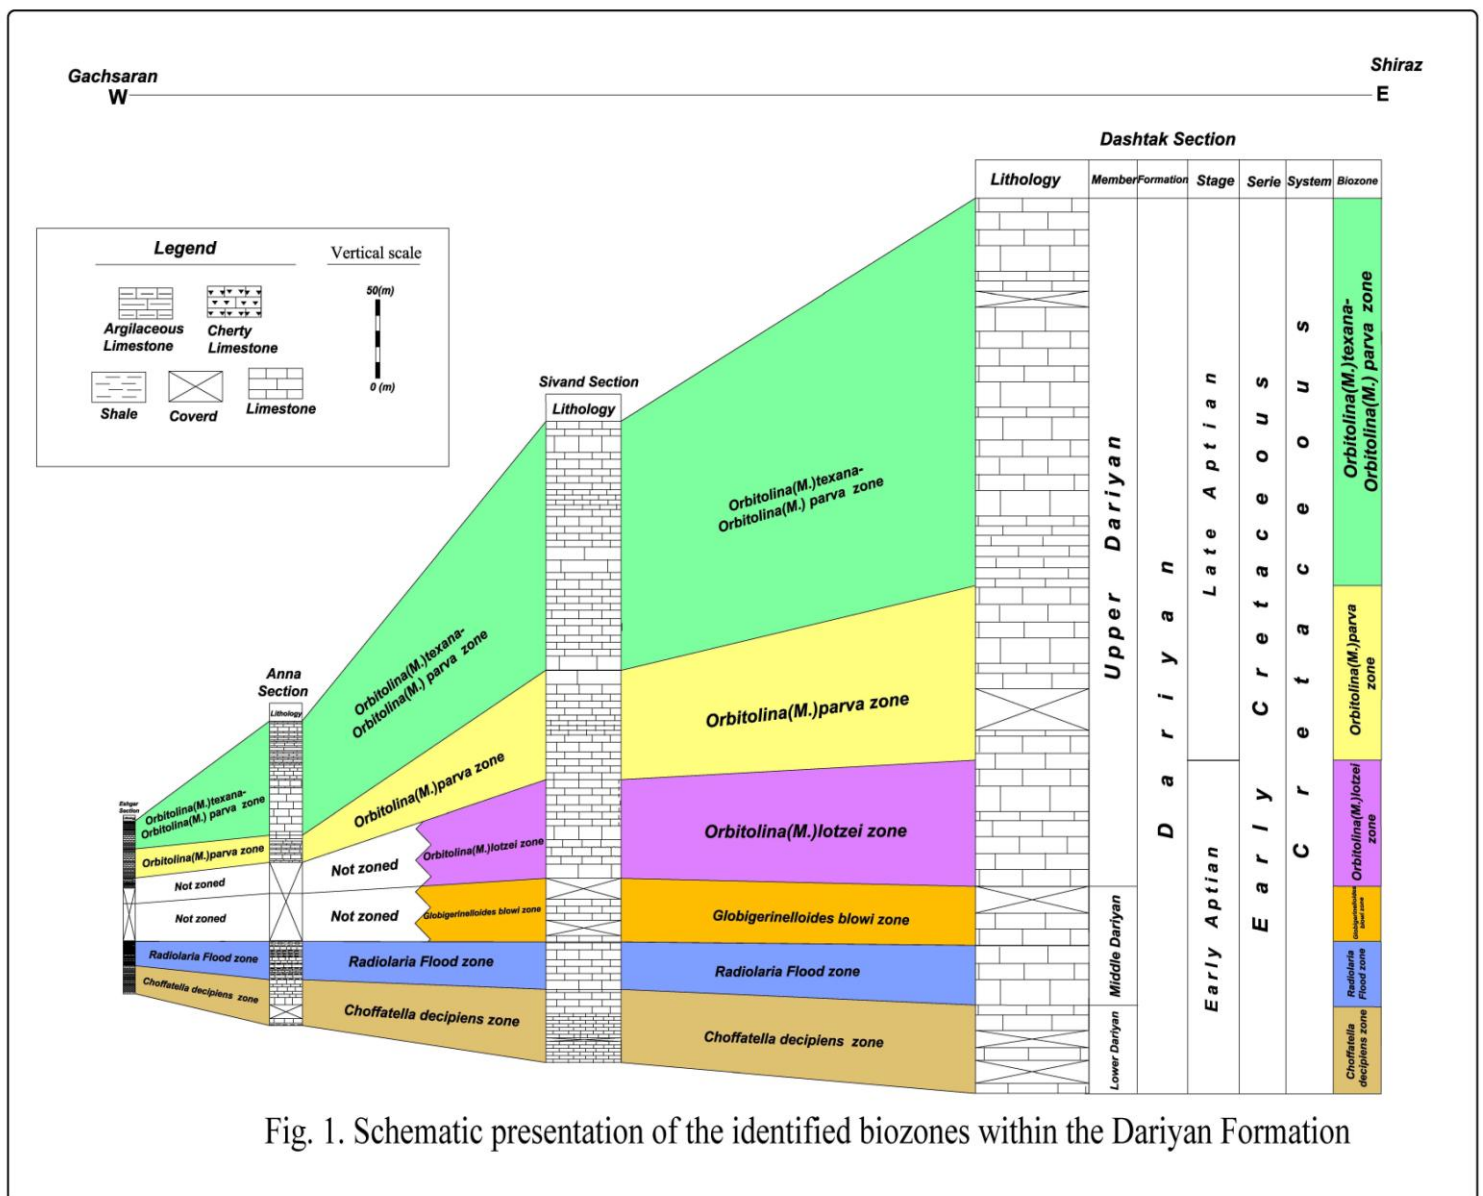 Gachsaran
W
Shiraz
E
Dashtak Section
Lithology
Member
Formation
Stage
Serie
System
Biozone
Legend
Vertical scale
Argilaceous
Limestone
Cherty
Limestone
Shale
Coverd
Limestone
50(m)
0 (m)
Sivand Section
Lithology
Anna
Section
Lithology
Eshgar
Section
Orbitolina(M.)texana-
Orbitolina(M.) parva zone
Orbitolina(M.)parva zone
Not zoned
Not zoned
Radiolaria Flood zone
Choffatella decipiens zone
Orbitolina(M.)texana-
Orbitolina(M.) parva zone
Orbitolina(M.)parva zone
Not zoned
Orbitolina(M.)lotzei zone
Not zoned
Globigerinelloides blowi zone
Radiolaria Flood zone
Choffatella decipiens zone
Orbitolina(M.)texana-
Orbitolina(M.) parva zone
Orbitolina(M.)parva zone
Orbitolina(M.)lotzei zone
Globigerinelloides blowi zone
Radiolaria Flood zone
Choffatella decipiens zone
Upper Dariyan
Middle Dariyan
Lower Dariyan
Dariyan
Late Aptian
Early Aptian
Early Cretaceous
Cretaceous
Orbitolina(M.)texana-
Orbitolina(M.) parva zone
Orbitolina(M.)parva
zone
Orbitolina(M.)lotzei
zone
Globigerinelloides
blowi zone
Radiolaria
Flood zone
Choffatella
decipiens zone
Fig. 1. Schematic presentation of the identified biozones within the Dariyan Formation